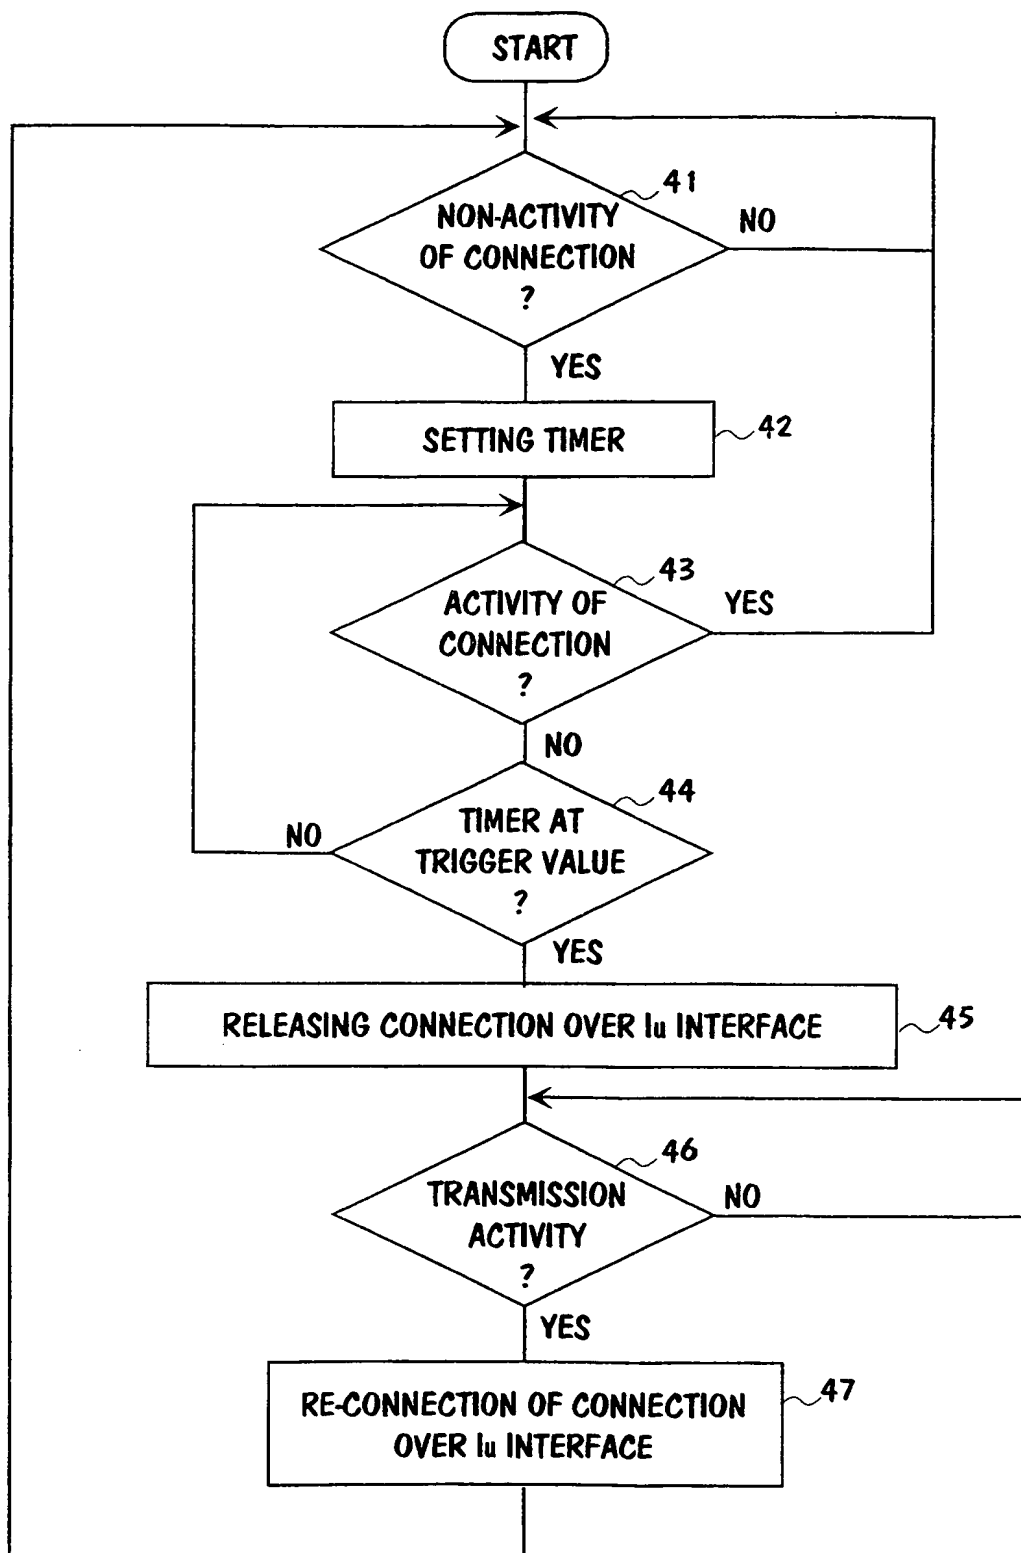 START
41
NON-ACTIVITY
OF CONNECTION
?
NO
YES
SETTING TIMER
42
43
ACTIVITY OF
CONNECTION
?
YES
NO
44
TIMER AT
TRIGGER VALUE
?
NO
YES
RELEASING CONNECTION OVER Iu INTERFACE
45
46
TRANSMISSION
ACTIVITY
?
NO
YES
47
RE-CONNECTION OF CONNECTION
OVER Iu INTERFACE